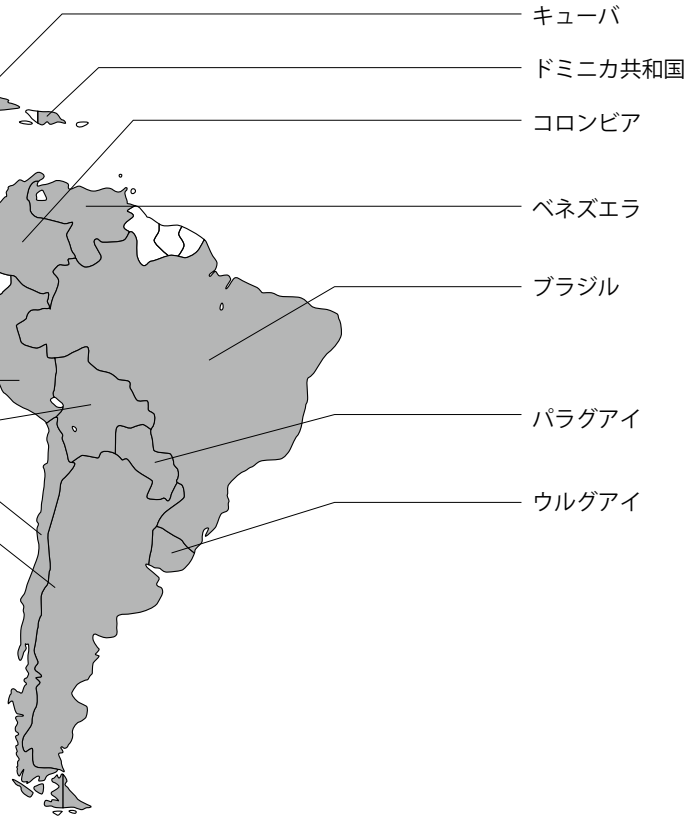 キューバ
ドミニカ共和国
コロンビア
ベネズエラ
ブラジル
パラグアイ
ウルグアイ